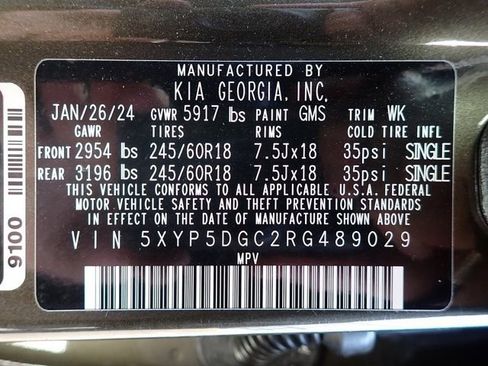 MANUFACTURED BY
KIA GEORGIA, INC.
JAN/26/24 GVWR 5917 lbs PAINT GMS TRIM WK
GAWR TIRES RIMS COLD TIRE INFL
FRONT 2954 lbs 245/60R18 7.5Jx18 35psi SINGLE
REAR 3196 lbs 245/60R18 7.5Jx18 35psi SINGLE
THIS VEHICLE CONFORMS TO ALL APPLICABLE U.S.A. FEDERAL
MOTOR VEHICLE SAFETY AND THEFT PREVENTION STANDARDS
IN EFFECT ON THE DATE OF MANUFACTURE SHOWN ABOVE
VIN 5XYP5DGC2RG489029
MPV
9100